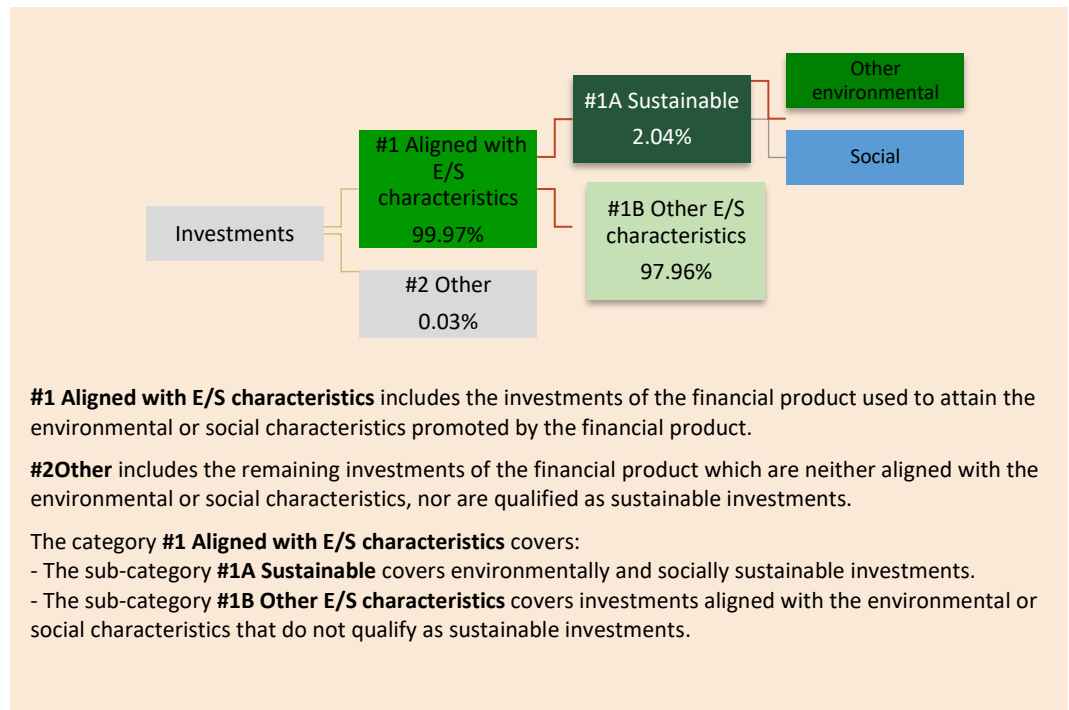 Investments
#1 Aligned with
E/S
characteristics
99.97%
#2 Other
0.03%
#1A Sustainable
2.04%
#1B Other E/S
characteristics
97.96%
Other
environmental
Social
#1 Aligned with E/S characteristics includes the investments of the financial product used to attain the
environmental or social characteristics promoted by the financial product.
#2Other includes the remaining investments of the financial product which are neither aligned with the
environmental or social characteristics, nor are qualified as sustainable investments.
The category #1 Aligned with E/S characteristics covers:
- The sub-category #1A Sustainable covers environmentally and socially sustainable investments.
- The sub-category #1B Other E/S characteristics covers investments aligned with the environmental or
social characteristics that do not qualify as sustainable investments.